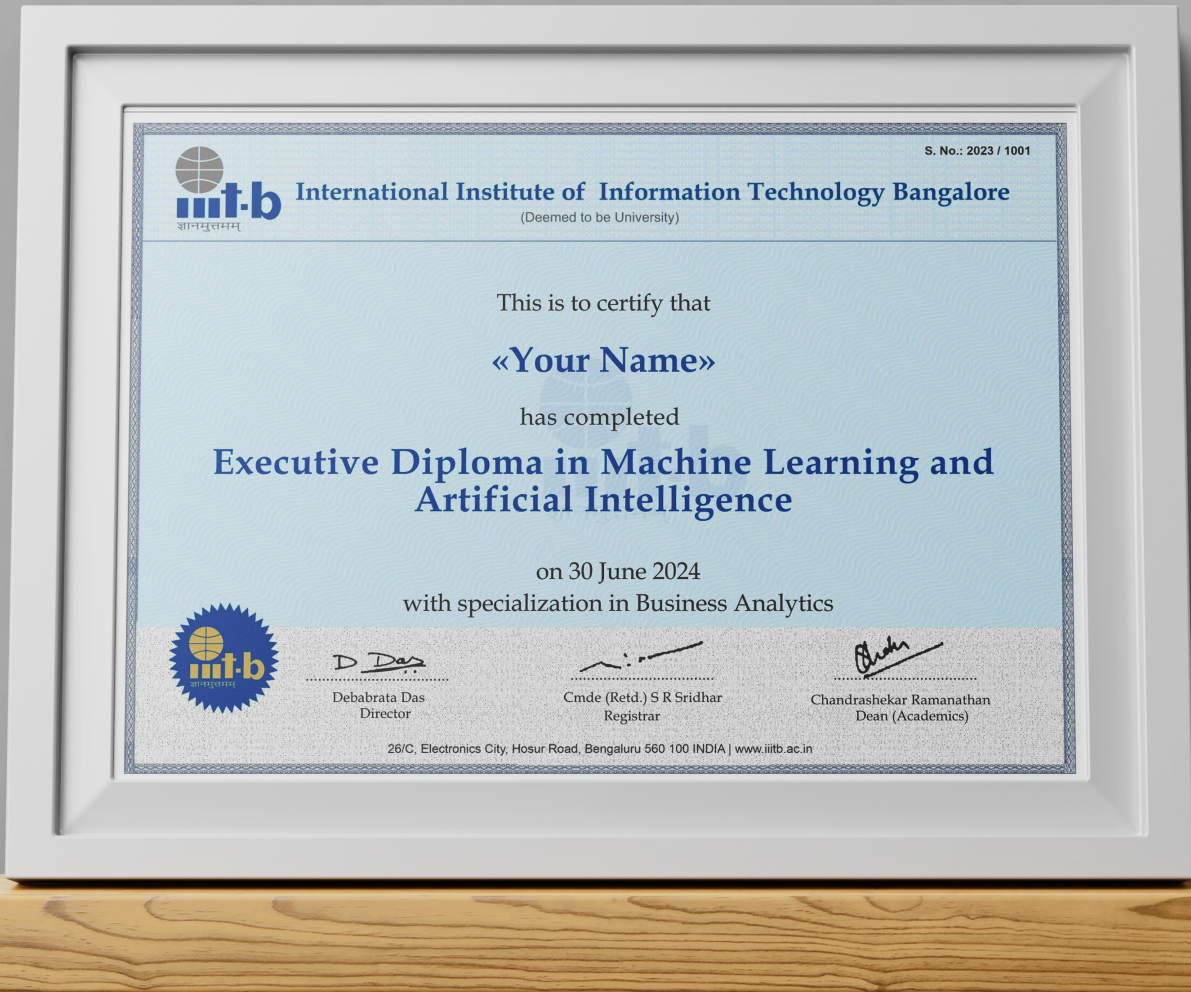 S. No.: 2023 / 1001
iiit-b
ज्ञानमुत्तमम्
International Institute of Information Technology Bangalore
(Deemed to be University)
This is to certify that
«Your Name»
has completed
Executive Diploma in Machine Learning and
Artificial Intelligence
on 30 June 2024
with specialization in Business Analytics
iiit-b
ज्ञानमुत्तमम्
D Das
Debabrata Das
Director
Cmde (Retd.) S R Sridhar
Registrar
Chandrashekar Ramanathan
Dean (Academics)
26/C, Electronics City, Hosur Road, Bengaluru 560 100 INDIA | www.iiitb.ac.in